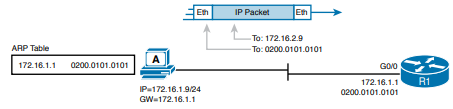 Eth IP Packet Eth
To: 172.16.2.9
To: 0200.0101.0101
ARP Table
172.16.1.1 0200.0101.0101
A
IP=172.16.1.9/24
GW=172.16.1.1
G0/0
172.16.1.1
0200.0101.0101
R1